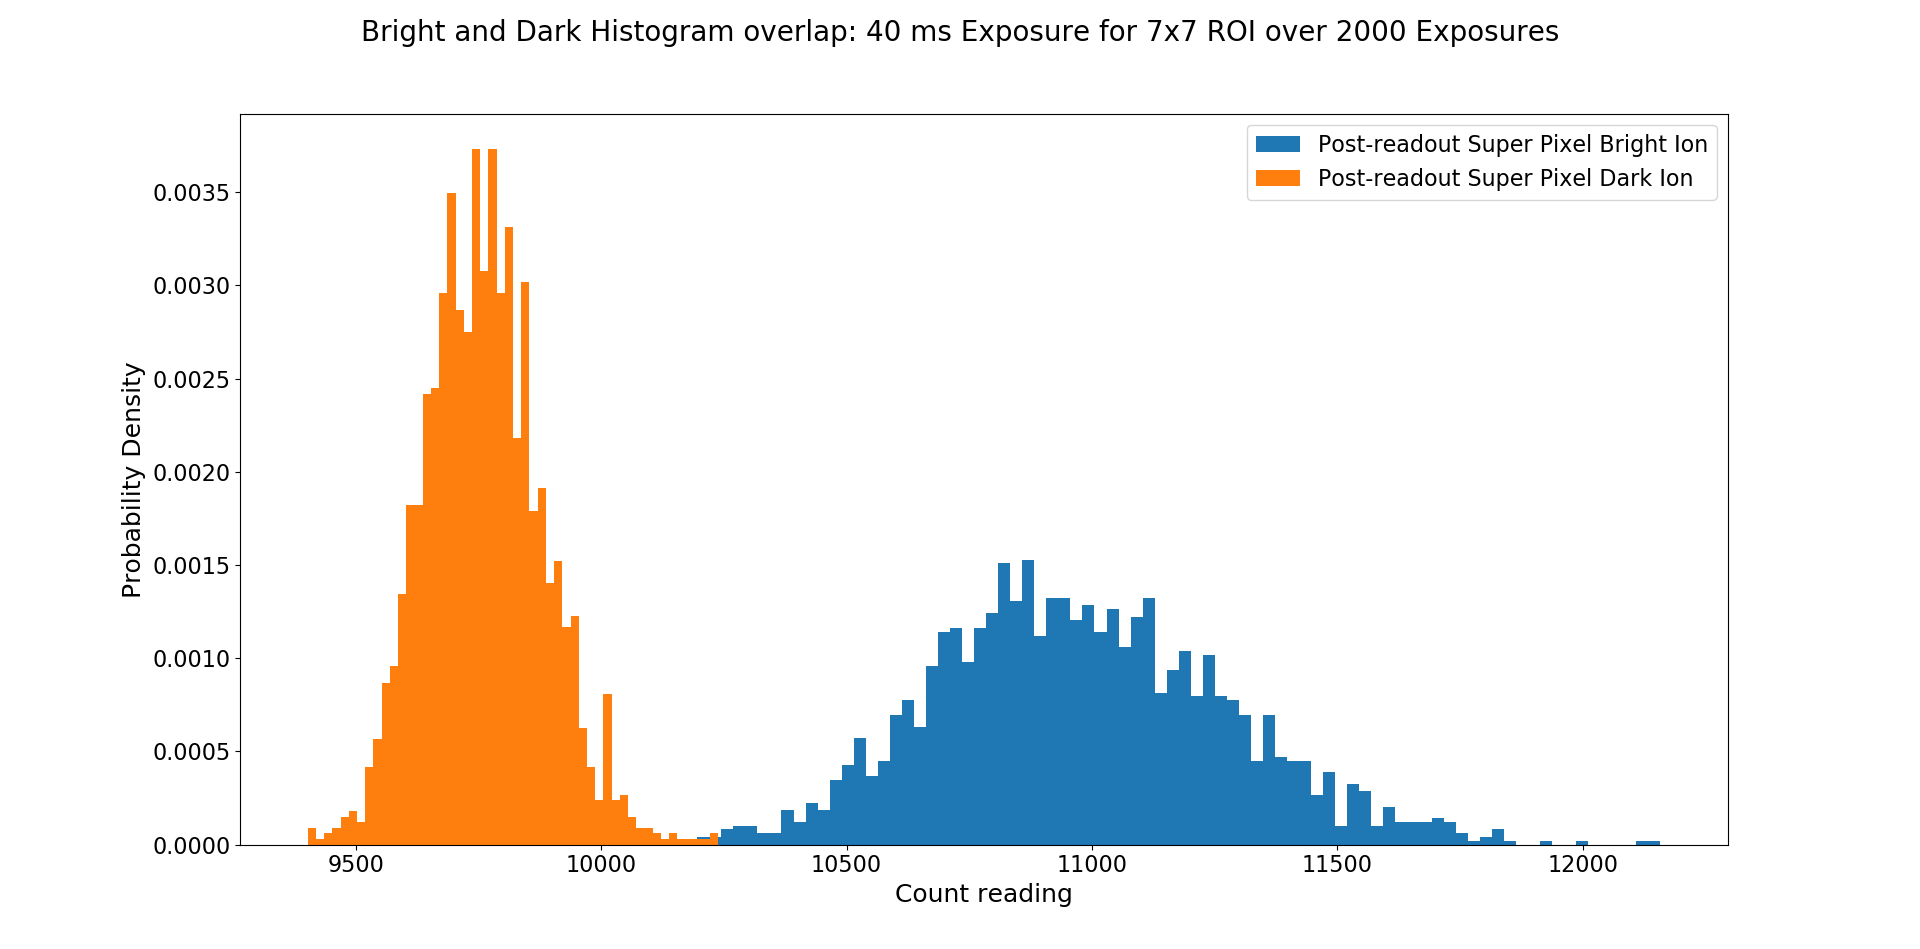 Bright and Dark Histogram overlap: 40 ms Exposure for 7x7 ROI over 2000 Exposures
Post-readout Super Pixel Bright Ion
Post-readout Super Pixel Dark Ion
Probability Density
0.0035
0.0030
0.0025
0.0020
0.0015
0.0010
0.0005
0.0000
9500 10000 10500 11000 11500 12000
Count reading